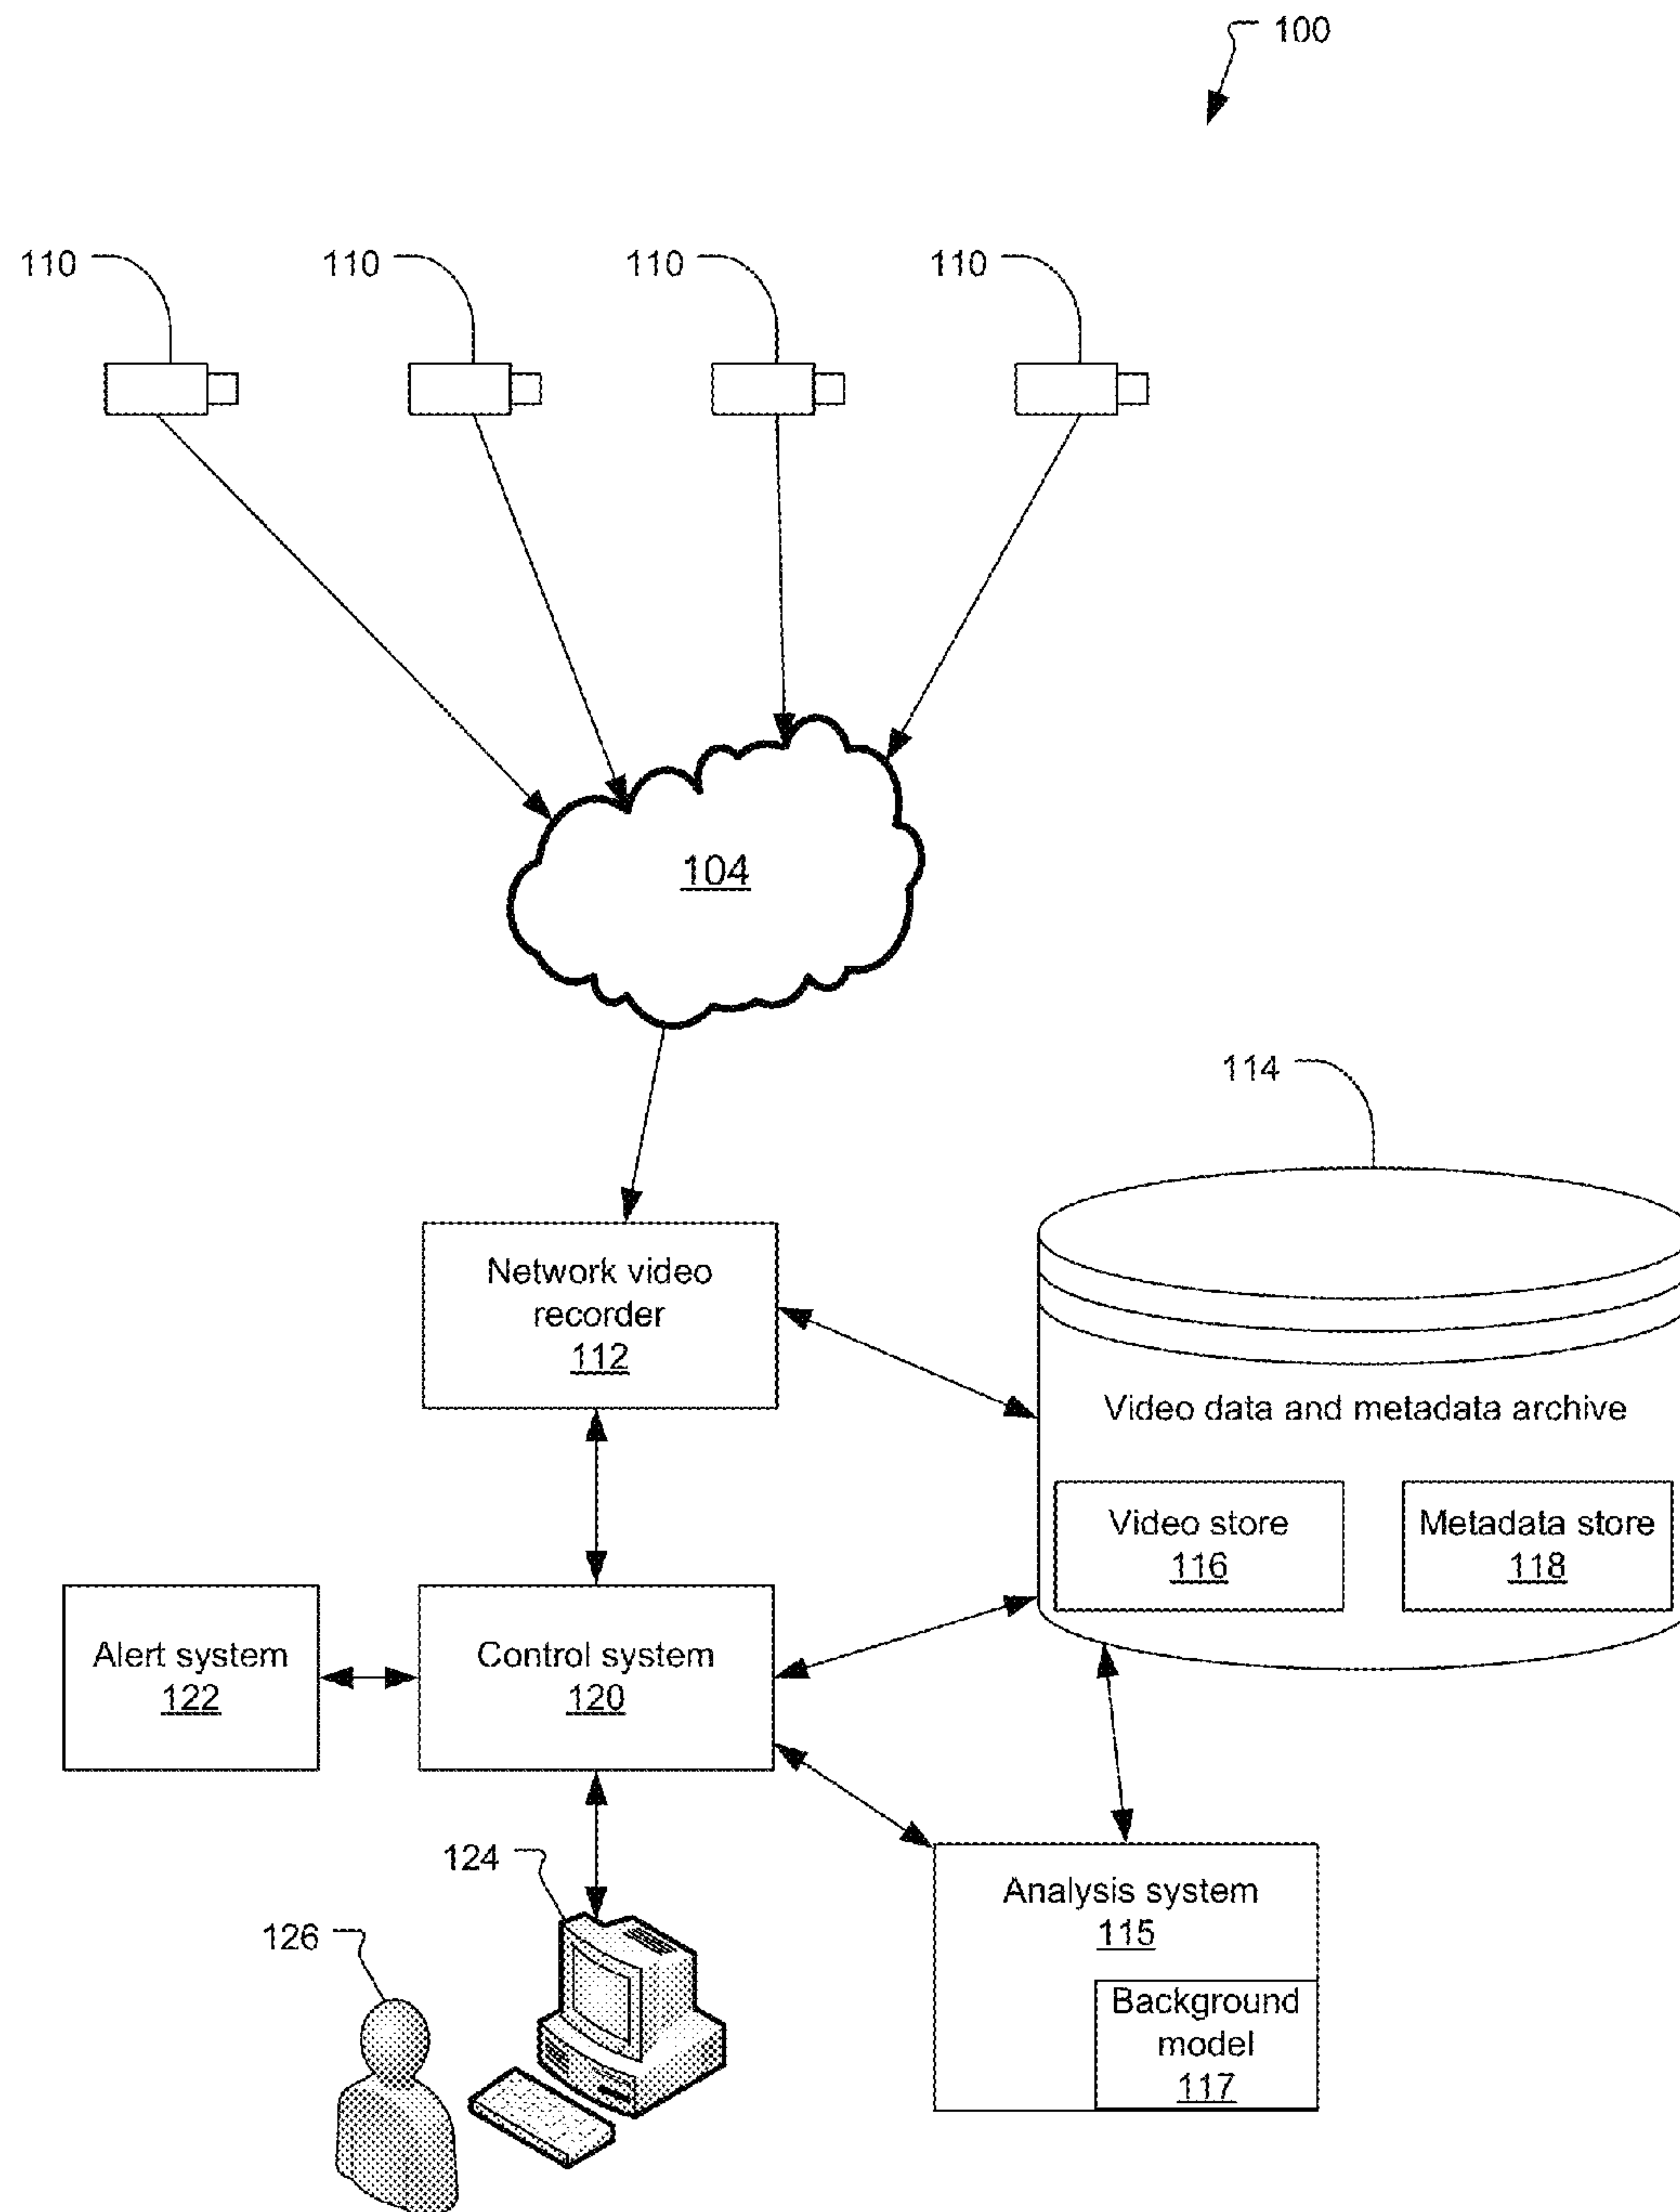 100
110 110 110 110
104
114
Network video
recorder
112
Video data and metadata archive
Video store
116
Metadata store
118
Alert system
122
Control system
120
124
126
Analysis system
115
Background
model
117